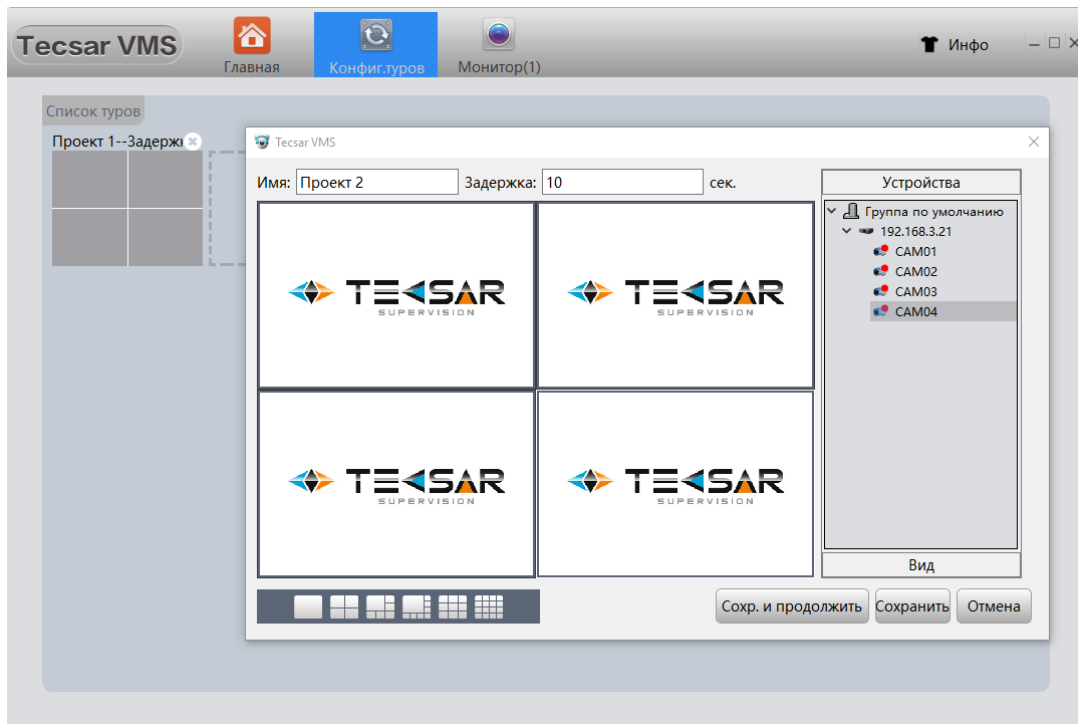 Tecsar VMS
Главная
Конфиг.туров
Монитор(1)
Инфо
Список туров
Проект 1--Задерж
Tecsar VMS
Имя: Проект 2 Задержка: 10 сек.
Устройства
TECSAR
SUPERVISION
TECSAR
SUPERVISION
TECSAR
SUPERVISION
TECSAR
SUPERVISION
Группа по умолчанию
192.168.3.21
CAM01
CAM02
CAM03
CAM04
Вид
Сохр. и продолжить
Сохранить
Отмена